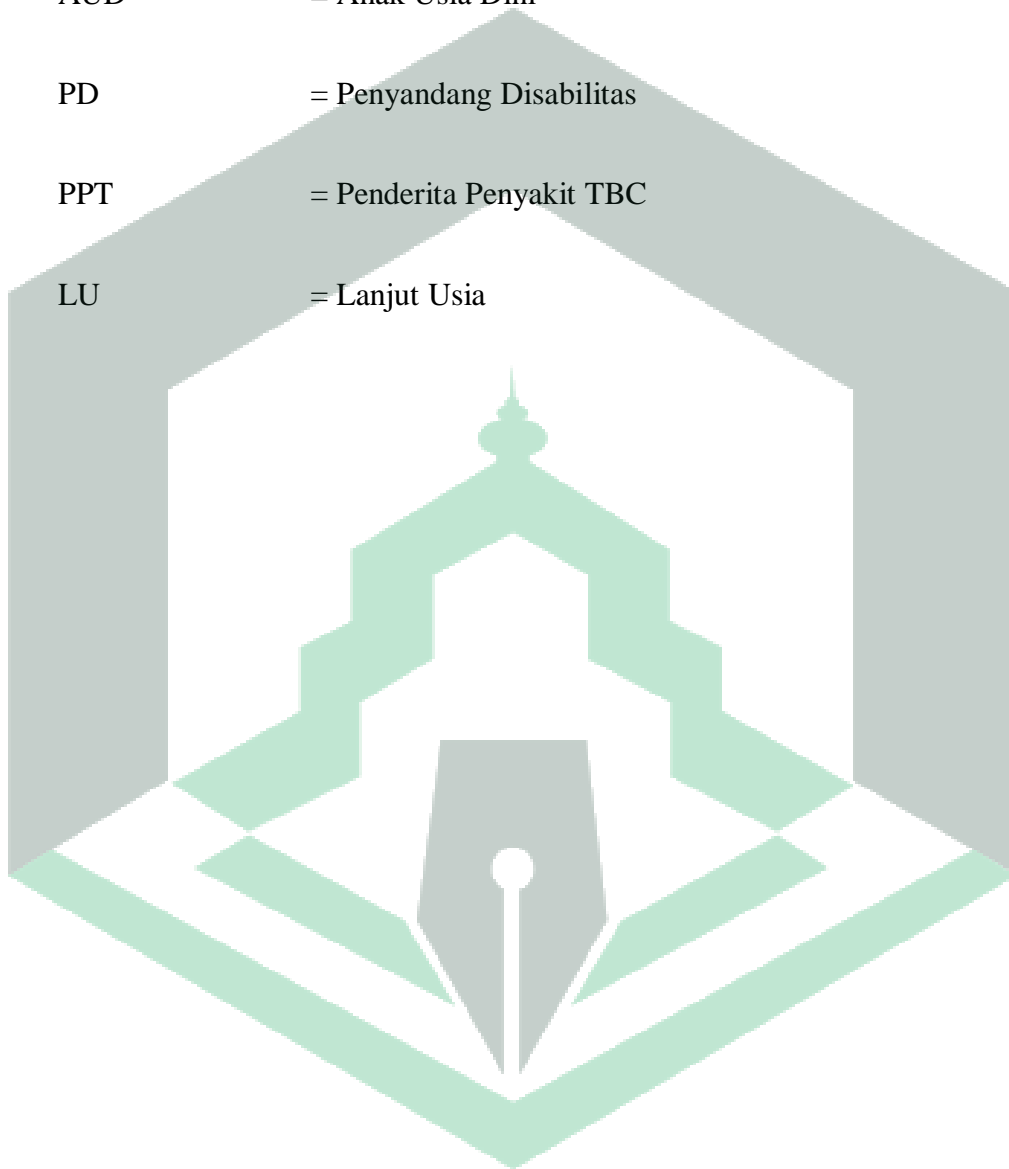 AUD = Anak Usia Dini
PD = Penyandang Disabilitas
PPT = Penderita Penyakit TBC
LU = Lanjut Usia